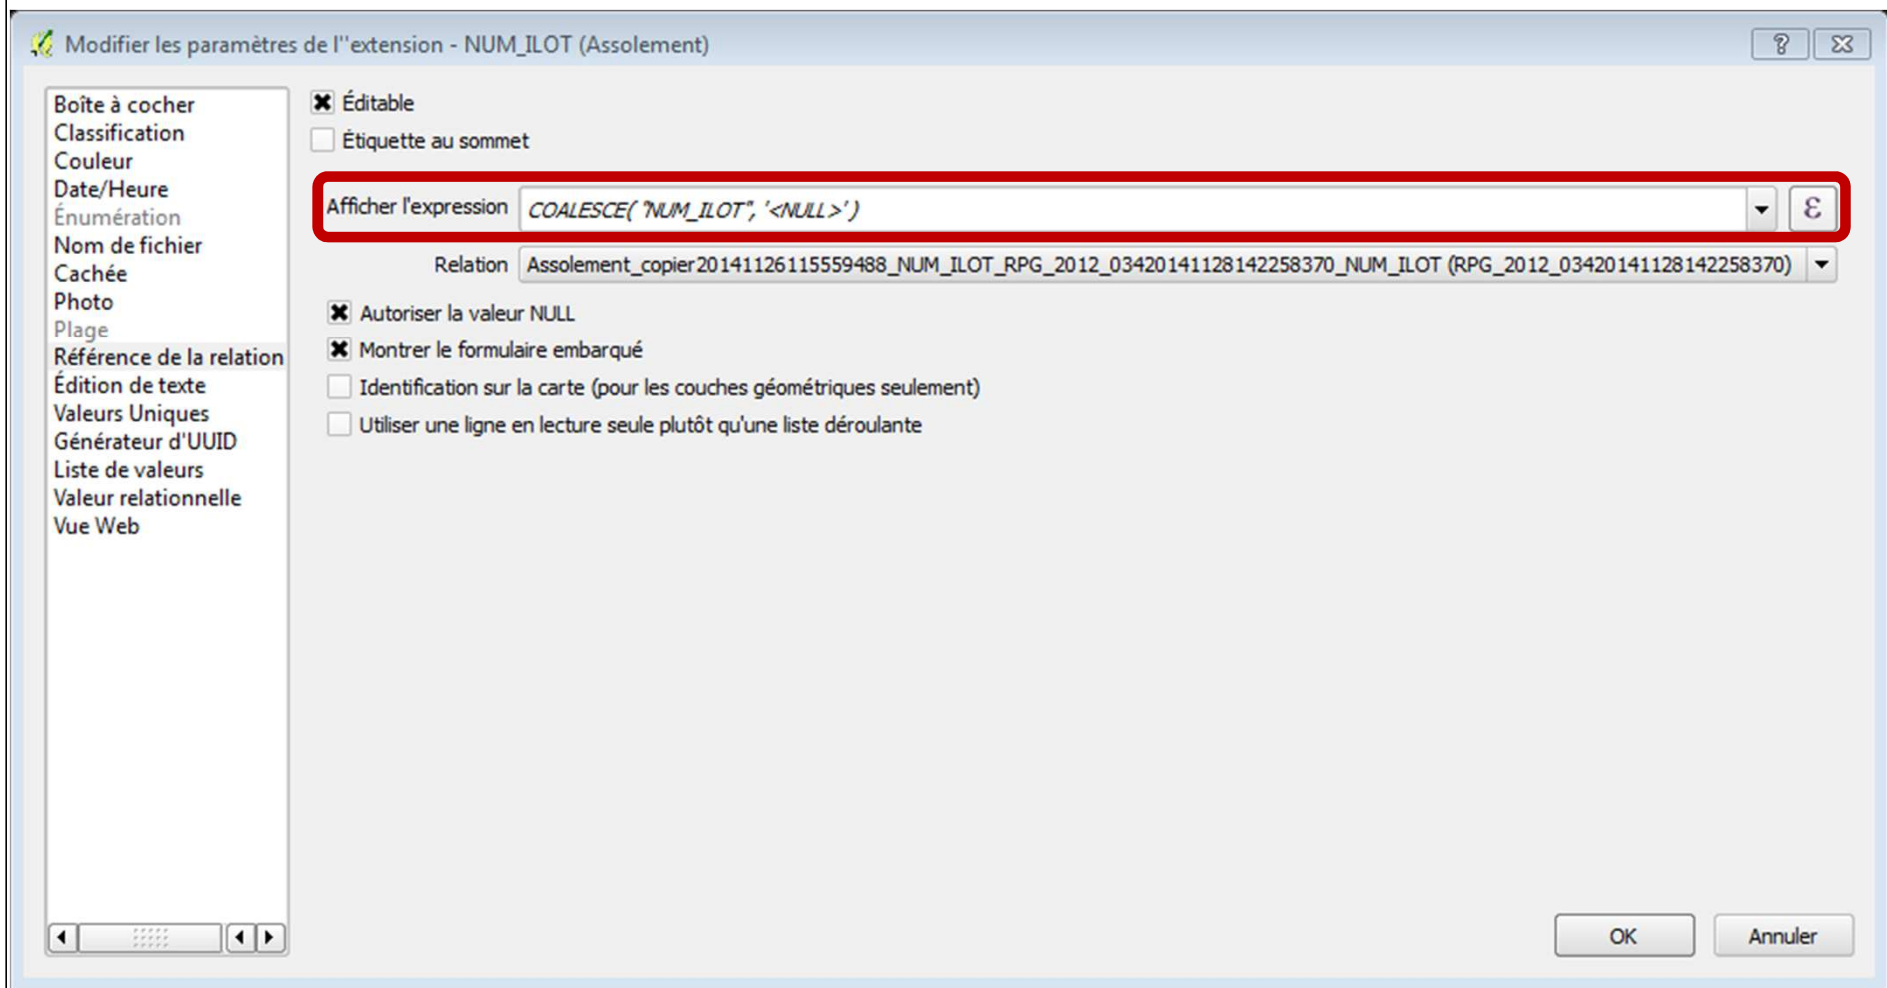 Modifier les paramètres de l''extension - NUM_ILOT (Assolement)
Boîte à cocher
Classification
Couleur
Date/Heure
Énumération
Nom de fichier
Cachée
Photo
Plage
Référence de la relation
Édition de texte
Valeurs Uniques
Générateur d'UUID
Liste de valeurs
Valeur relationnelle
Vue Web
Éditable
Étiquette au sommet
Afficher l'expression COALESCE( "NUM_ILOT", '<NULL>' ) ε
Relation Assolement_copier20141126115559488_NUM_ILOT_RPG_2012_03420141128142258370_NUM_ILOT (RPG_2012_03420141128142258370)
Autoriser la valeur NULL
Montrer le formulaire embarqué
Identification sur la carte (pour les couches géométriques seulement)
Utiliser une ligne en lecture seule plutôt qu'une liste déroulante
OK Annuler